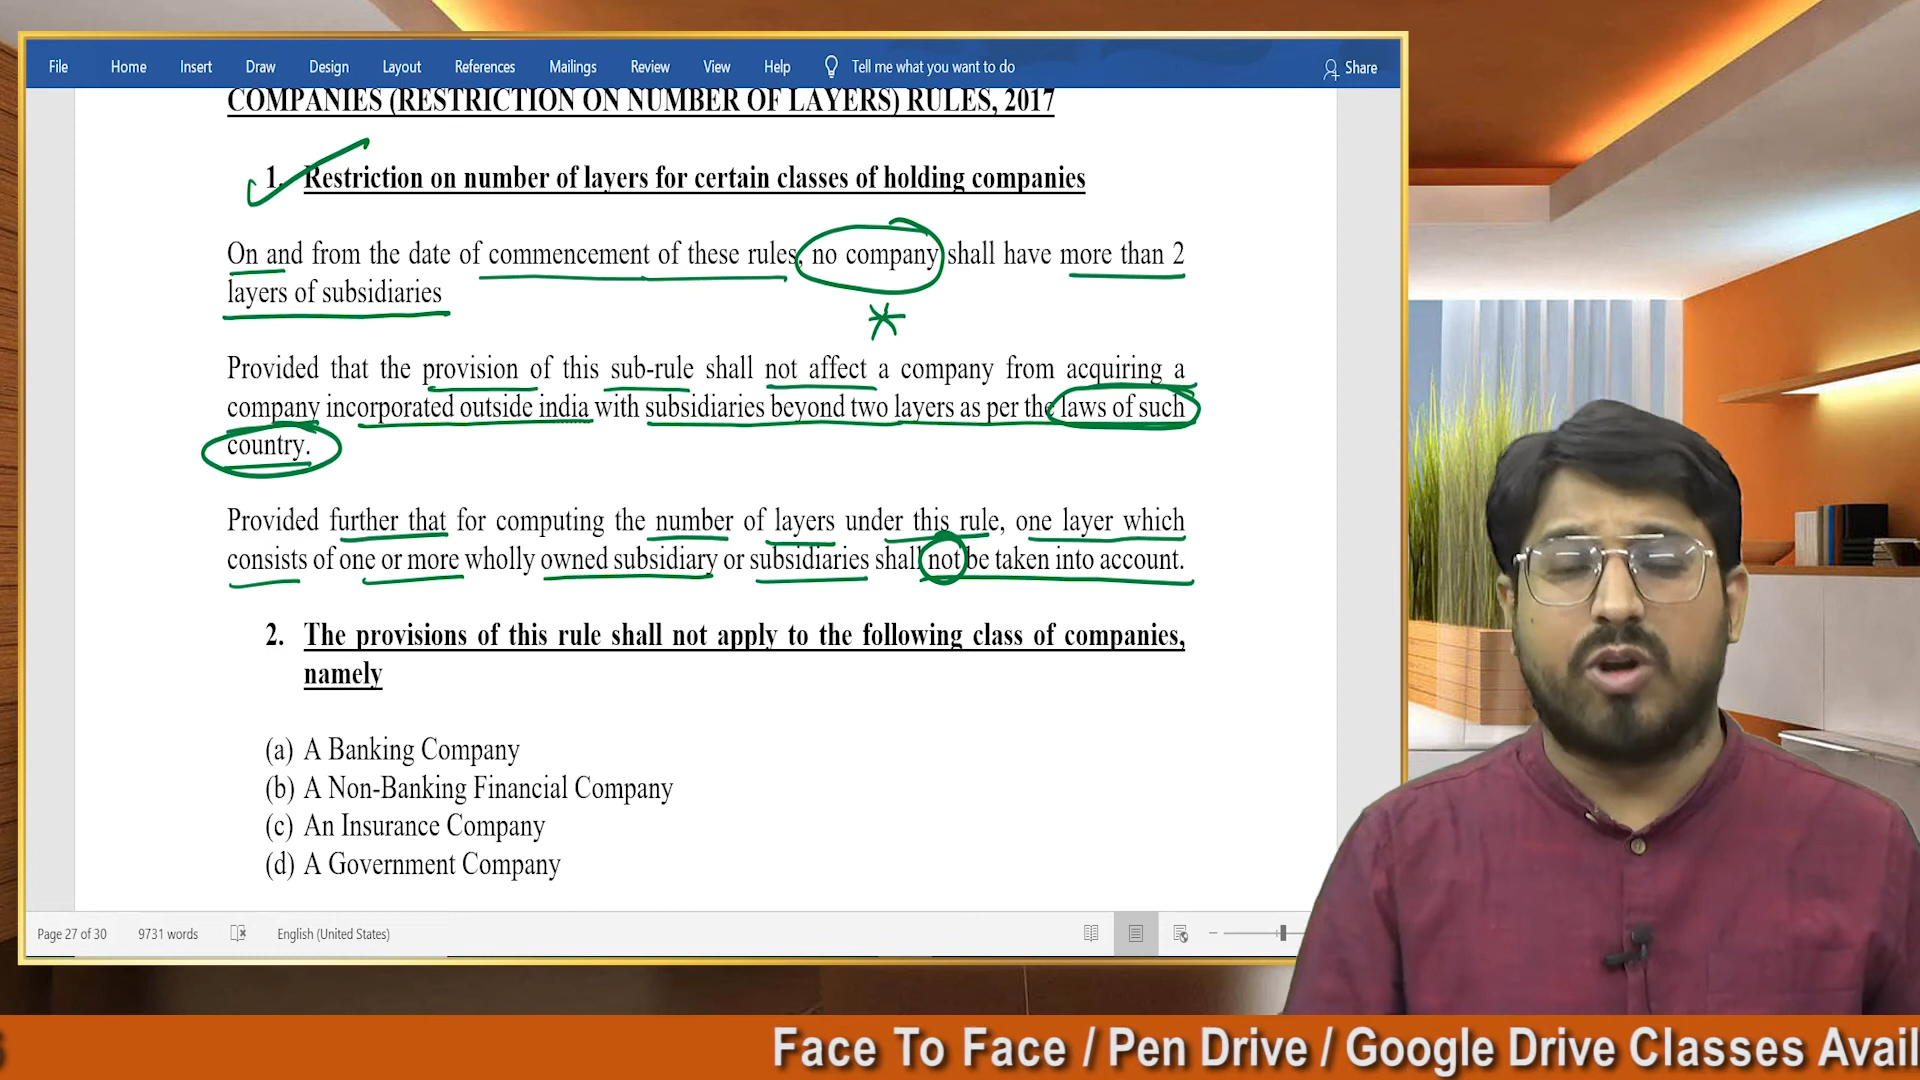 File Home Insert Draw Design Layout References Mailings Review View Help Tell me what you want to do Share
COMPANIES (RESTRICTION ON NUMBER OF LAYERS) RULES, 2017
1. Restriction on number of layers for certain classes of holding companies
On and from the date of commencement of these rules, no company shall have more than 2
layers of subsidiaries
Provided that the provision of this sub-rule shall not affect a company from acquiring a
company incorporated outside india with subsidiaries beyond two layers as per the laws of such
country.
Provided further that for computing the number of layers under this rule, one layer which
consists of one or more wholly owned subsidiary or subsidiaries shall not be taken into account.
2. The provisions of this rule shall not apply to the following class of companies,
namely
(a) A Banking Company
(b) A Non-Banking Financial Company
(c) An Insurance Company
(d) A Government Company
Page 27 of 30 9731 words English (United States)
Face To Face / Pen Drive / Google Drive Classes Avail